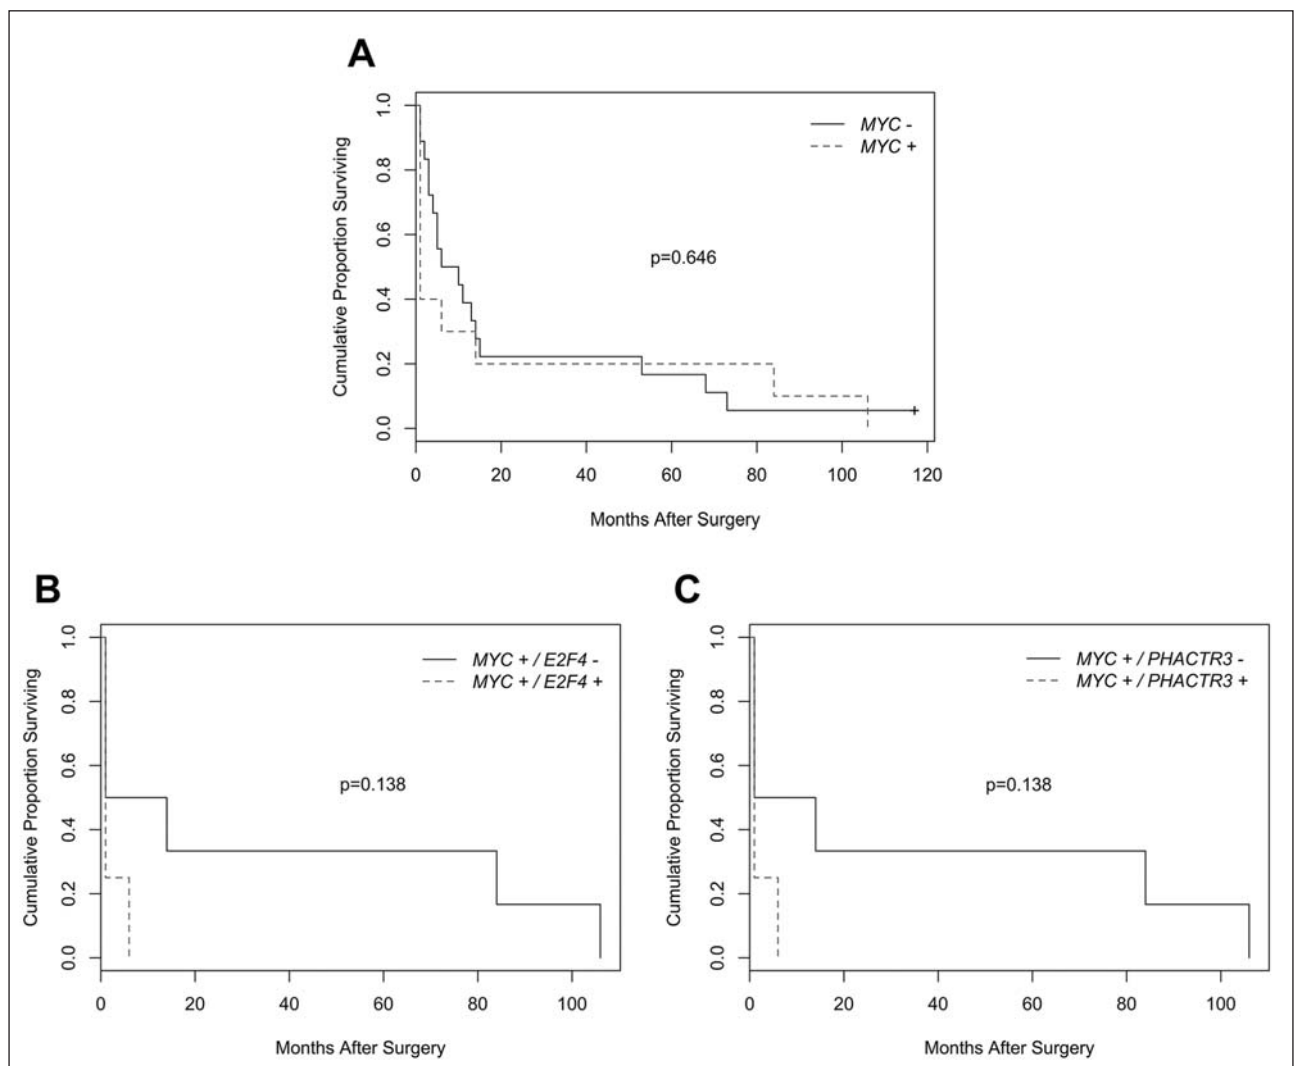 A
MYC -
MYC +
p=0.646
Cumulative Proportion Surviving
1.0
0.8
0.6
0.4
0.2
0.0
0 20 40 60 80 100 120
Months After Surgery
B
MYC + / E2F4 -
MYC + / E2F4 +
p=0.138
Cumulative Proportion Surviving
1.0
0.8
0.6
0.4
0.2
0.0
0 20 40 60 80 100
Months After Surgery
C
MYC + / PHACTR3 -
MYC + / PHACTR3 +
p=0.138
Cumulative Proportion Surviving
1.0
0.8
0.6
0.4
0.2
0.0
0 20 40 60 80 100
Months After Surgery